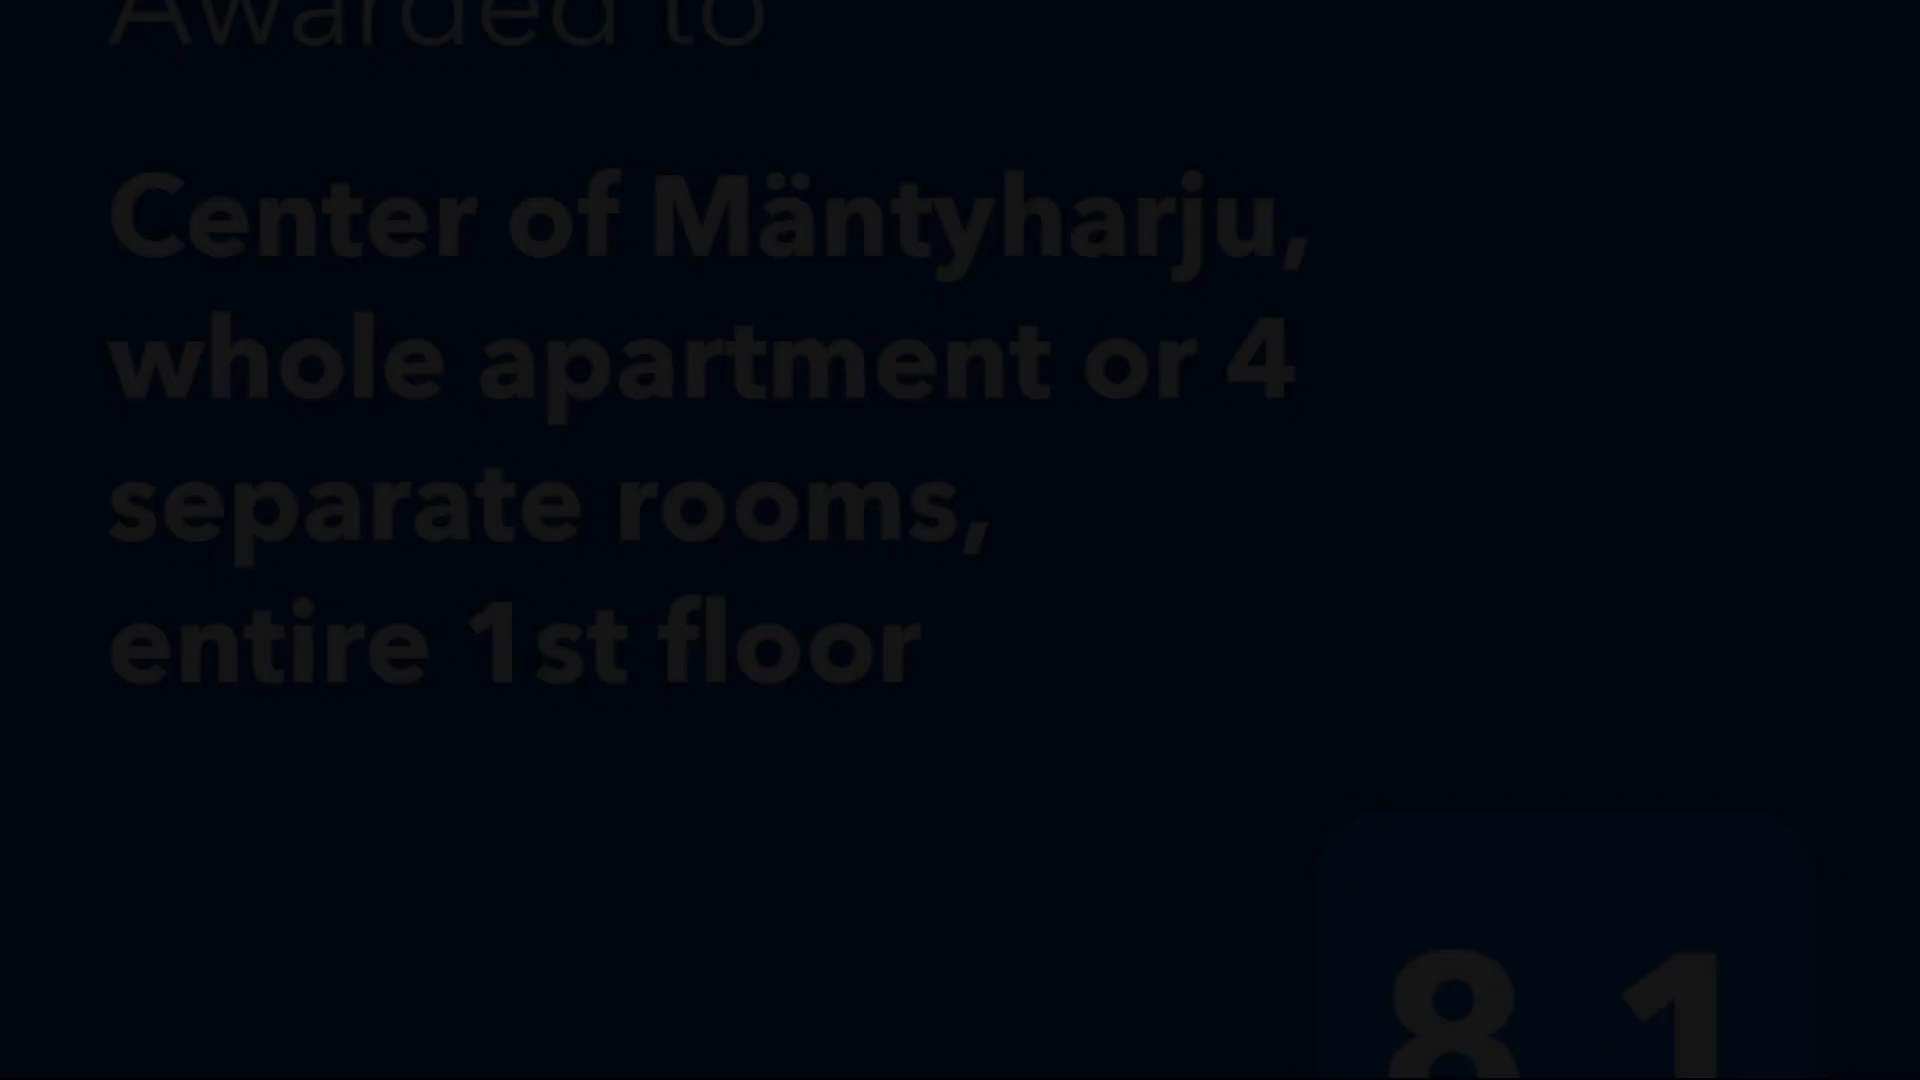 Awarded to
Center of Mäntyharju,
whole apartment or 4
separate rooms,
entire 1st floor
8 1